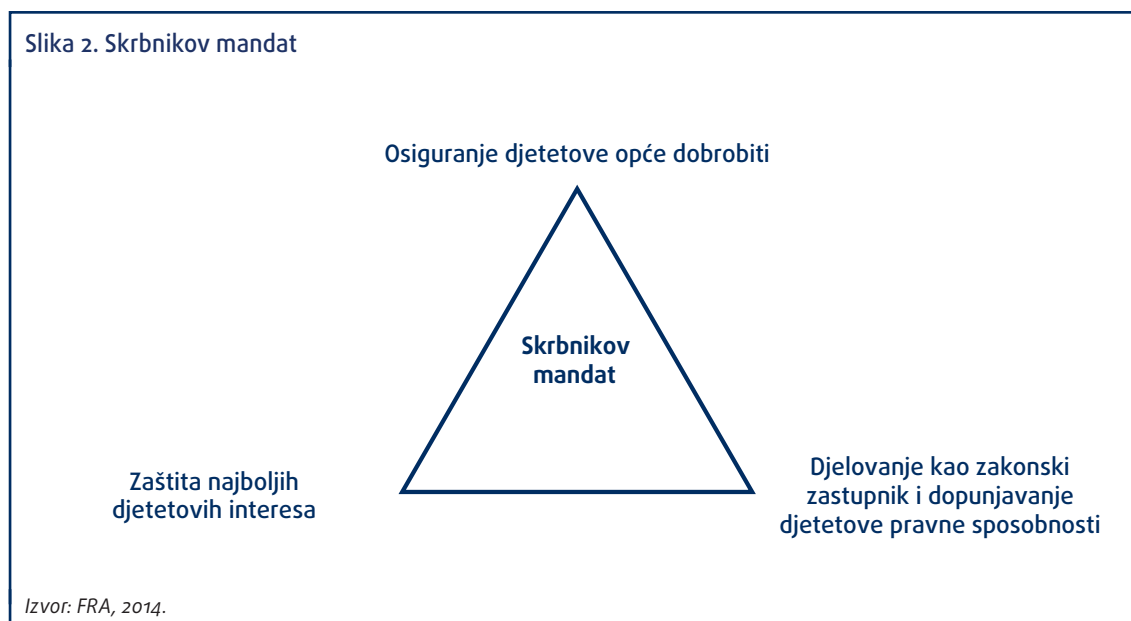 Slika 2. Skrbnikov mandat
Osiguranje djetetove opće dobrobiti
Skrbnikov
mandat
Zaštita najboljih
djetetovih interesa
Djelovanje kao zakonski
zastupnik i dopunjavanje
djetetove pravne sposobnosti
Izvor: FRA, 2014.